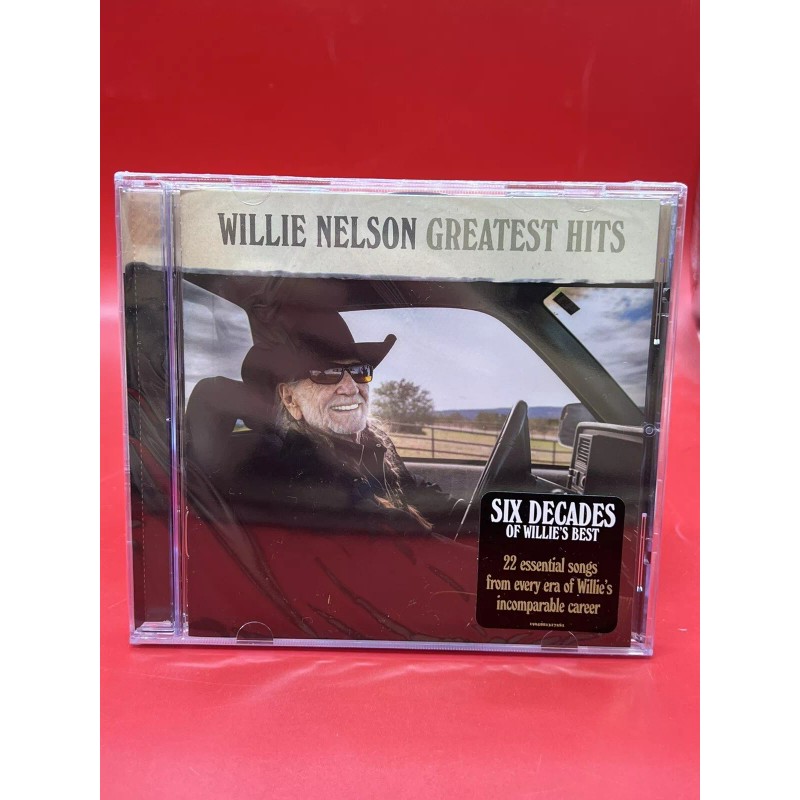 WILLIE NELSON GREATEST HITS
SIX DECADES
OF WILLIE'S BEST
22 essential songs
from every era of Willie's
incomparable career